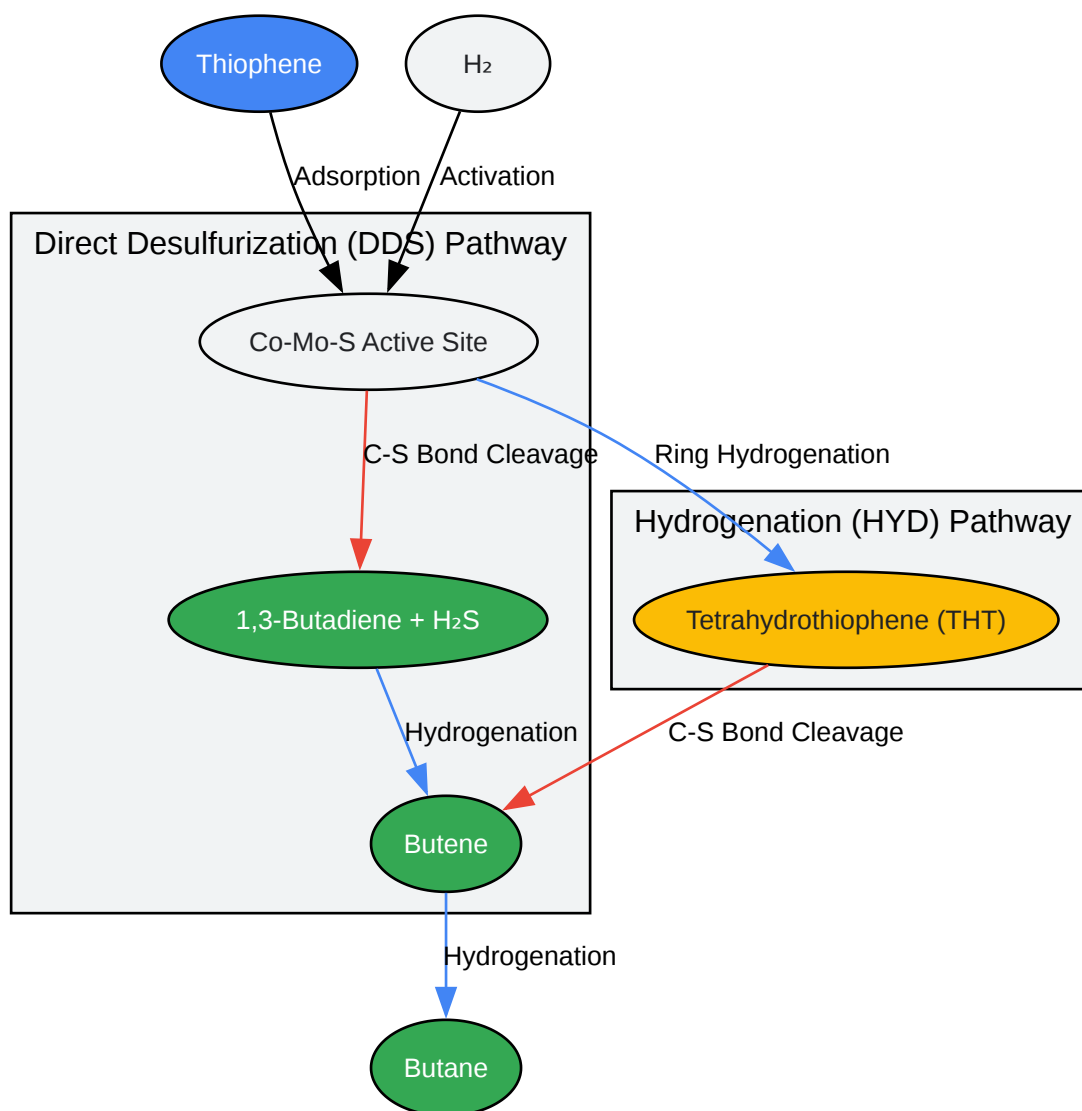 Thiophene
H₂
Adsorption
Activation
Direct Desulfurization (DDS) Pathway
Co-Mo-S Active Site
C-S Bond Cleavage
Ring Hydrogenation
Hydrogenation (HYD) Pathway
1,3-Butadiene + H₂S
Tetrahydrothiophene (THT)
Hydrogenation
C-S Bond Cleavage
Butene
Hydrogenation
Butane